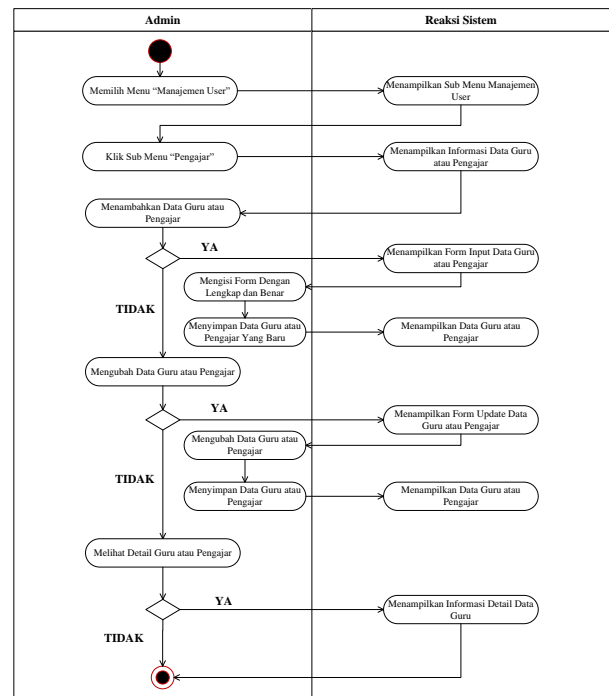 Admin
Reaksi Sistem
Memilih Menu “Manajemen User”
Menampilkan Sub Menu Manajemen
User
Klik Sub Menu “Pengajar”
Menampilkan Informasi Data Guru
atau Pengajar
Menambahkan Data Guru atau
Pengajar
YA
Menampilkan Form Input Data Guru
atau Pengajar
Mengisi Form Dengan
Lengkap dan Benar
TIDAK
Menyimpan Data Guru atau
Pengajar Yang Baru
Menampilkan Data Guru atau
Pengajar
Mengubah Data Guru atau Pengajar
YA
Menampilkan Form Update Data
Guru atau Pengajar
Mengubah Data Guru atau
Pengajar
TIDAK
Menyimpan Data Guru atau
Pengajar
Menampilkan Data Guru atau
Pengajar
Melihat Detail Guru atau Pengajar
YA
Menampilkan Informasi Detail Data
Guru
TIDAK